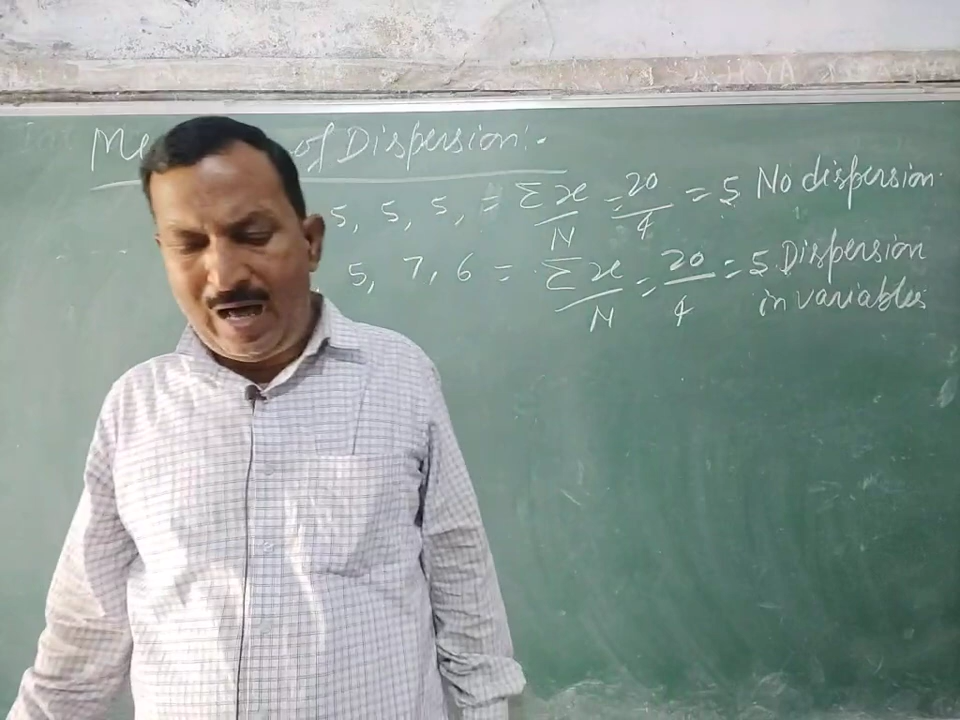 Me of Dispersion:-
5, 5, 5, = Σx/N = 20/4 = 5 No dispersion.
5, 7, 6 = Σx/N = 20/4 = 5 Dispersion
in variables